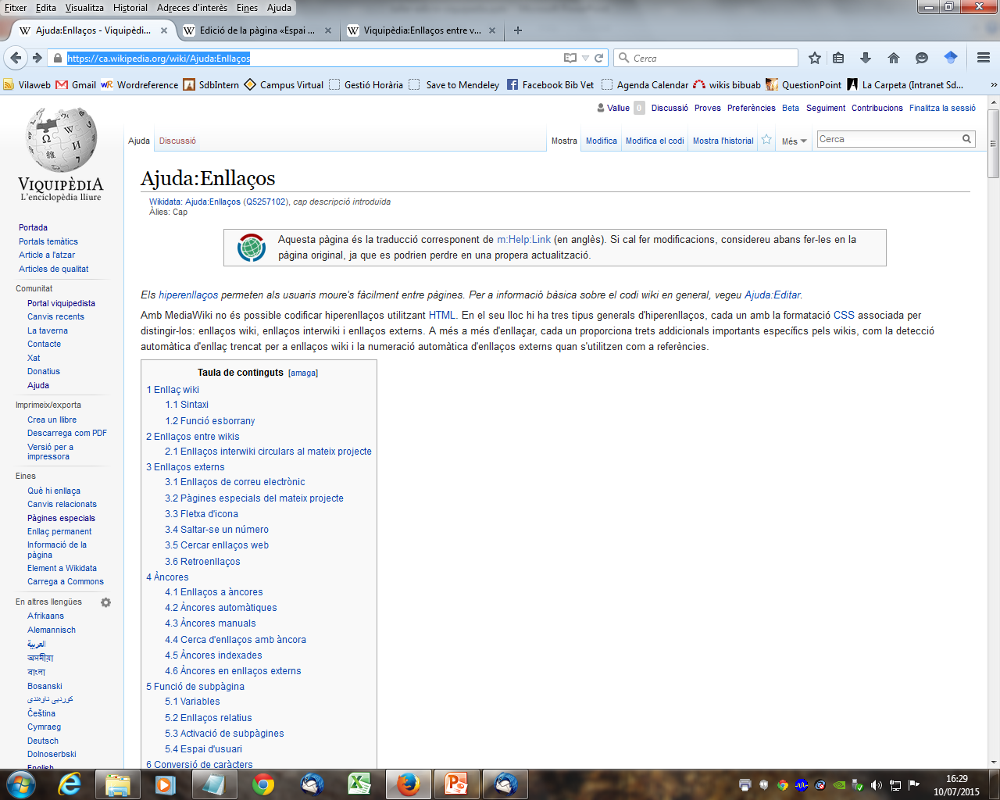 Fitxer Edita Visualitza Historial Adreces d'interès Eines Ajuda
Ajuda:Enllaços - Viquipèdi... Edició de la pàgina «Espai ... Viquipèdia:Enllaços entre v...
https://ca.wikipedia.org/wiki/Ajuda:Enllaços Cerca
Vilaweb Gmail Wordreference SdbIntern Campus Virtual Gestió Horària Save to Mendeley Facebook Bib Vet Agenda Calendar wikis bibuab QuestionPoint La Carpeta (Intranet Sd... »
Value 0 Discussió Proves Preferències Beta Seguiment Contribucions Finalitza la sessió
Ajuda Discussió Mostra Modifica Modifica el codi Mostra l'historial Més Cerca
VIQUIPÈDIA
L'enciclopèdia lliure
Portada
Portals temàtics
Article a l'atzar
Articles de qualitat
Comunitat
Portal viquipedista
Canvis recents
La taverna
Contacte
Xat
Donatius
Ajuda
Imprimeix/exporta
Crea un llibre
Descarrega com PDF
Versió per a
impressora
Eines
Què hi enllaça
Canvis relacionats
Pàgines especials
Enllaç permanent
Informació de la
pàgina
Element a Wikidata
Carrega a Commons
En altres llengües
Afrikaans
Alemannisch
العربية
অসমীয়া
বাংলা
Bosanski
کوردیی ناوەندی
Čeština
Cymraeg
Deutsch
Dolnoserbski
English
Ajuda:Enllaços
Wikidata: Ajuda:Enllaços (Q5257102), cap descripció introduïda
Àlies: Cap
Aquesta pàgina és la traducció corresponent de m:Help:Link (en anglès). Si cal fer modificacions, considereu abans fer-les en la
pàgina original, ja que es podrien perdre en una propera actualització.
Els hiperenllaços permeten als usuaris moure's fàcilment entre pàgines. Per a informació bàsica sobre el codi wiki en general, vegeu Ajuda:Editar.
Amb MediaWiki no és possible codificar hiperenllaços utilitzant HTML. En el seu lloc hi ha tres tipus generals d'hiperenllaços, cada un amb la formatació CSS associada per
distingir-los: enllaços wiki, enllaços interwiki i enllaços externs. A més a més d'enllaçar, cada un proporciona trets addicionals importants específics pels wikis, com la detecció
automàtica d'enllaç trencat per a enllaços wiki i la numeració automàtica d'enllaços externs quan s'utilitzen com a referències.
Taula de continguts [amaga]
1 Enllaç wiki
1.1 Sintaxi
1.2 Funció esborrany
2 Enllaços entre wikis
2.1 Enllaços interwiki circulars al mateix projecte
3 Enllaços externs
3.1 Enllaços de correu electrònic
3.2 Pàgines especials del mateix projecte
3.3 Fletxa d'icona
3.4 Saltar-se un número
3.5 Cercar enllaços web
3.6 Retroenllaços
4 Àncores
4.1 Enllaços a àncores
4.2 Àncores automàtiques
4.3 Àncores manuals
4.4 Cerca d'enllaços amb àncora
4.5 Àncores indexades
4.6 Àncores en enllaços externs
5 Funció de subpàgina
5.1 Variables
5.2 Enllaços relatius
5.3 Activació de subpàgines
5.4 Espai d'usuari
6 Conversió de caràcters
16:29
10/07/2015